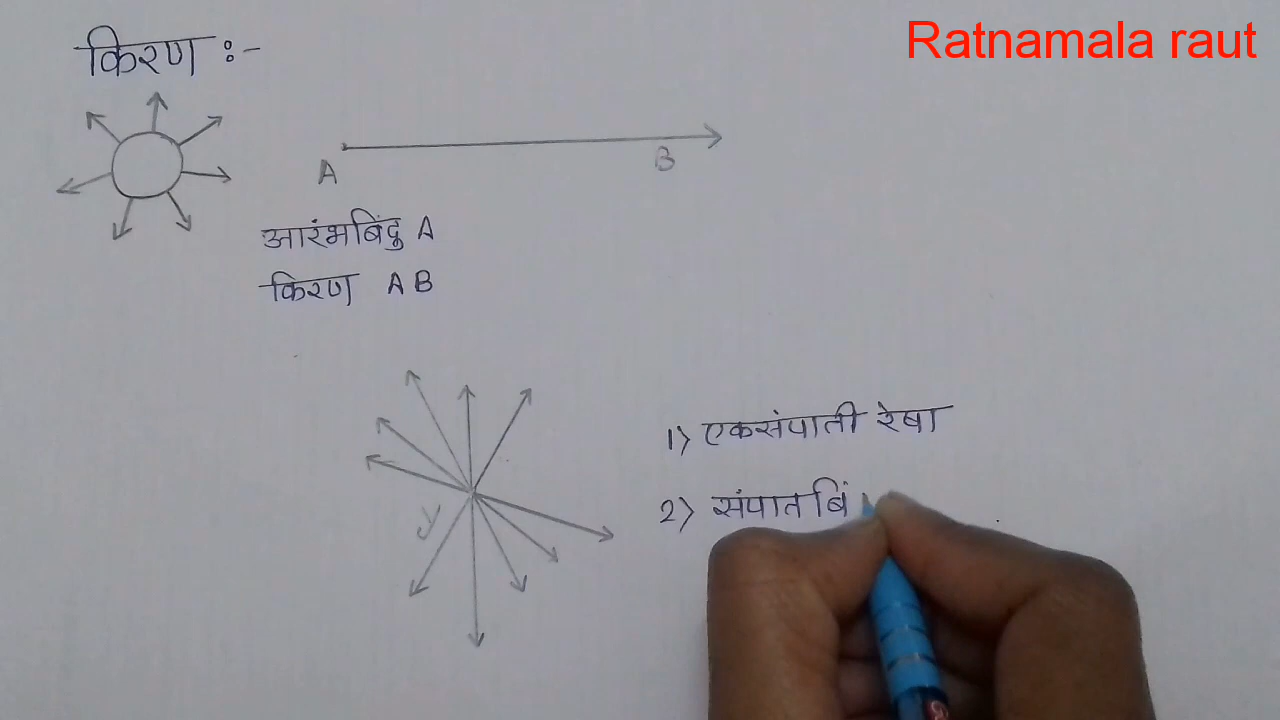 किरण :-
Ratnamala raut
A
B
आरंभबिंदु A
किरण AB
y
1) एकसंपाती रेषा
2) संपात बिं